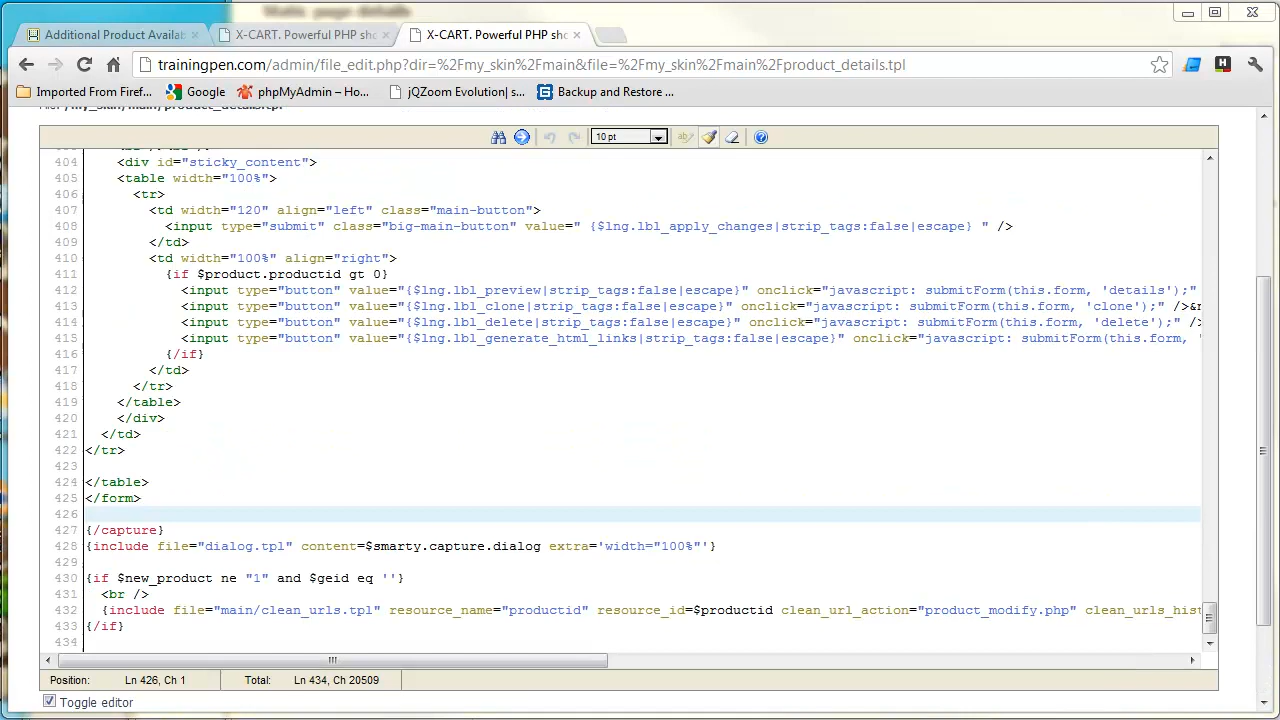 Additional Product Availab
X-CART. Powerful PHP sho
X-CART. Powerful PHP sho
trainingpen.com/admin/file_edit.php?dir=%2Fmy_skin%2Fmain&file=%2Fmy_skin%2Fmain%2Fproduct_details.tpl
Imported From Firef... Google phpMyAdmin – Ho... jQZoom Evolution| s... Backup and Restore ...
10 pt
404 <div id="sticky_content">
405 <table width="100%">
406 <tr>
407 <td width="120" align="left" class="main-button">
408 <input type="submit" class="big-main-button" value=" {$lng.lbl_apply_changes|strip_tags:false|escape} " />
409 </td>
410 <td width="100%" align="right">
411 {if $product.productid gt 0}
412 <input type="button" value="{$lng.lbl_preview|strip_tags:false|escape}" onclick="javascript: submitForm(this.form, 'details');"
413 <input type="button" value="{$lng.lbl_clone|strip_tags:false|escape}" onclick="javascript: submitForm(this.form, 'clone');" />&n
414 <input type="button" value="{$lng.lbl_delete|strip_tags:false|escape}" onclick="javascript: submitForm(this.form, 'delete');" />
415 <input type="button" value="{$lng.lbl_generate_html_links|strip_tags:false|escape}" onclick="javascript: submitForm(this.form, '
416 {/if}
417 </td>
418 </tr>
419 </table>
420 </div>
421 </td>
422 </tr>
423
424 </table>
425 </form>
426
427 {/capture}
428 {include file="dialog.tpl" content=$smarty.capture.dialog extra='width="100%"'}
429
430 {if $new_product ne "1" and $geid eq ''}
431 <br />
432 {include file="main/clean_urls.tpl" resource_name="productid" resource_id=$productid clean_url_action="product_modify.php" clean_urls_hist
433 {/if}
434
Position: Ln 426, Ch 1 Total: Ln 434, Ch 20509
Toggle editor